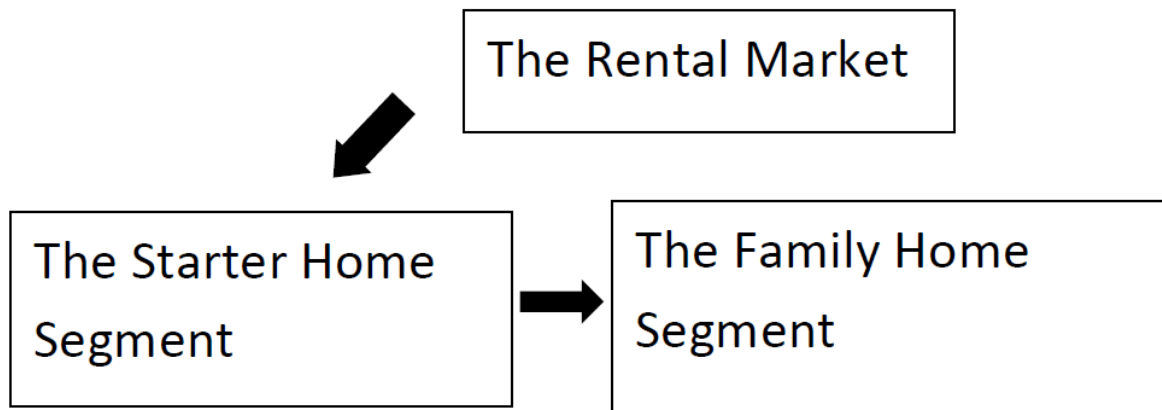 The Rental Market
The Starter Home
Segment
The Family Home
Segment